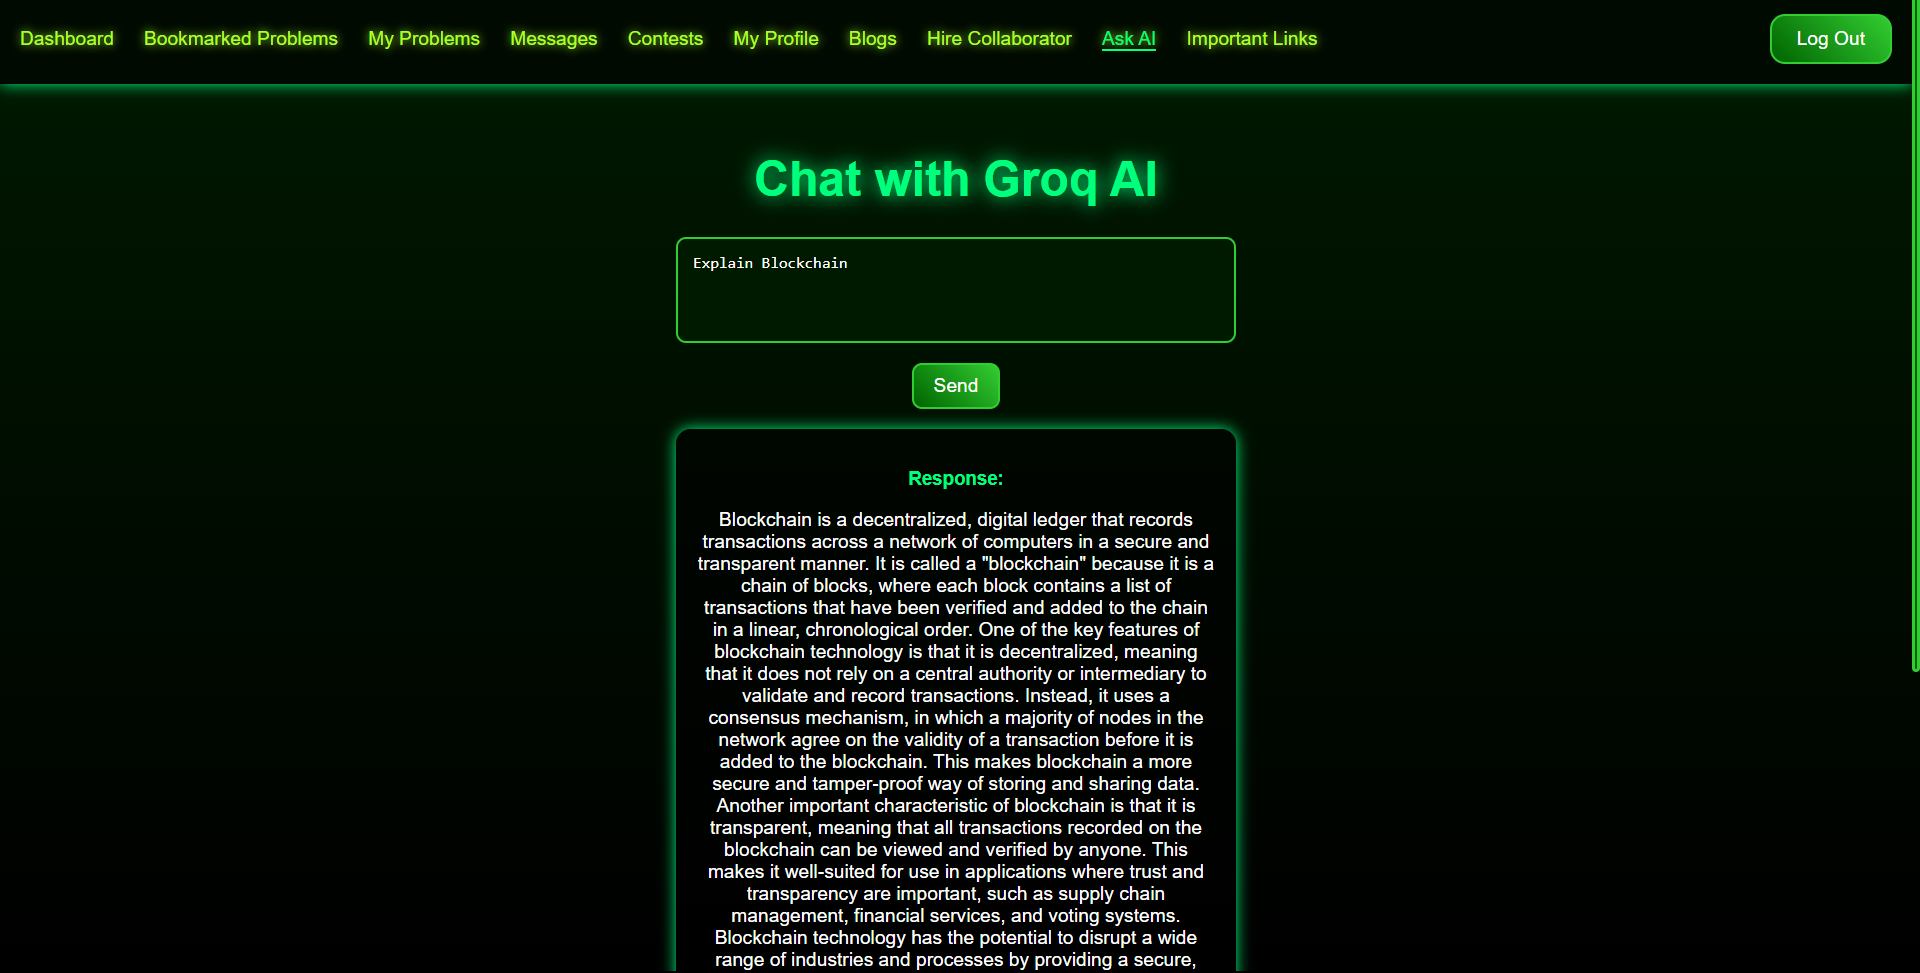 Dashboard Bookmarked Problems My Problems Messages Contests My Profile Blogs Hire Collaborator Ask AI Important Links Log Out
Chat with Groq AI
Explain Blockchain
Send
Response:
Blockchain is a decentralized, digital ledger that records
transactions across a network of computers in a secure and
transparent manner. It is called a "blockchain" because it is a
chain of blocks, where each block contains a list of
transactions that have been verified and added to the chain
in a linear, chronological order. One of the key features of
blockchain technology is that it is decentralized, meaning
that it does not rely on a central authority or intermediary to
validate and record transactions. Instead, it uses a
consensus mechanism, in which a majority of nodes in the
network agree on the validity of a transaction before it is
added to the blockchain. This makes blockchain a more
secure and tamper-proof way of storing and sharing data.
Another important characteristic of blockchain is that it is
transparent, meaning that all transactions recorded on the
blockchain can be viewed and verified by anyone. This
makes it well-suited for use in applications where trust and
transparency are important, such as supply chain
management, financial services, and voting systems.
Blockchain technology has the potential to disrupt a wide
range of industries and processes by providing a secure,